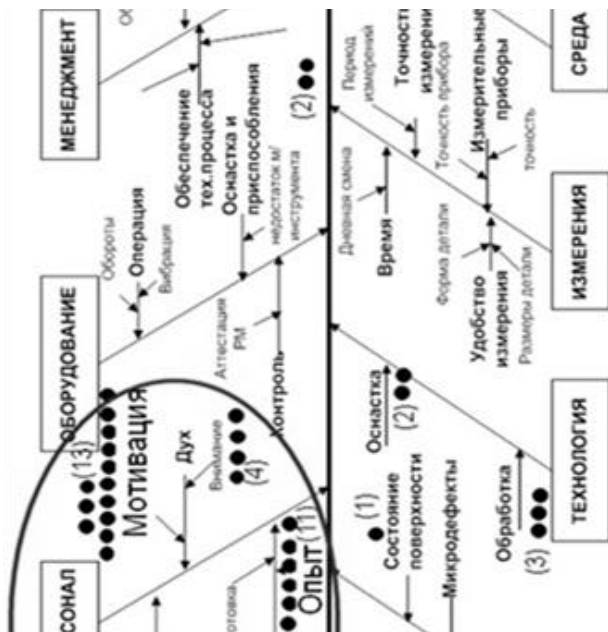 МЕНЕДЖМЕНТ
Обеспечение
тех.процесса
Оснастка и
приспособления
недостаток м/
инструмента
(2)
Период
измерений
Точность
измерени
Точность прибора
Измерительные
приборы
точность
СРЕДА
ОБОРУДОВАНИЕ
Обороты
Операция
Вибрация
Аттестация
РМ
Контроль
Дневная смена
Время
Форма детали
Удобство
измерения
Размеры детали
ИЗМЕРЕНИЯ
(13)
Мотивация
Дух
Внимание
(4)
Оснастка
(2)
СОНАЛ
отовка
Опыт
(11)
(1)
Состояние
поверхности
Микродефекты
Обработка
(3)
ТЕХНОЛОГИЯ